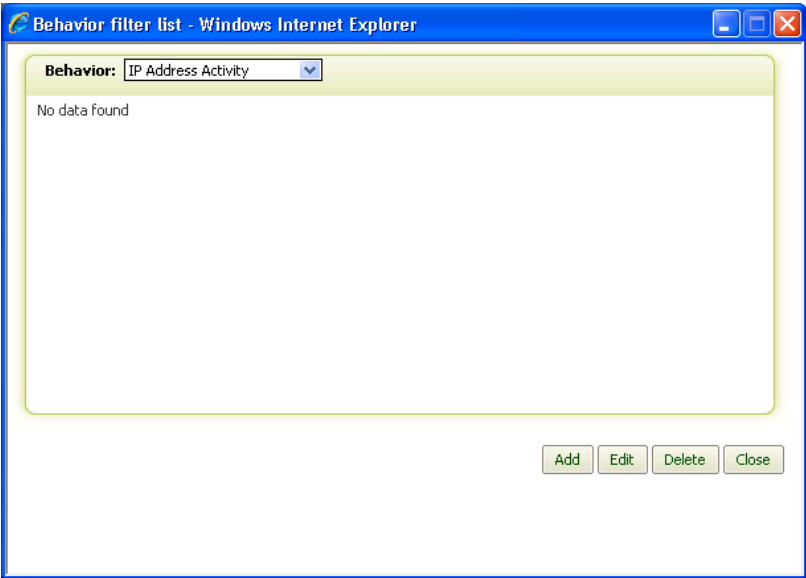 Behavior filter list - Windows Internet Explorer
Behavior: IP Address Activity
No data found
Add Edit Delete Close